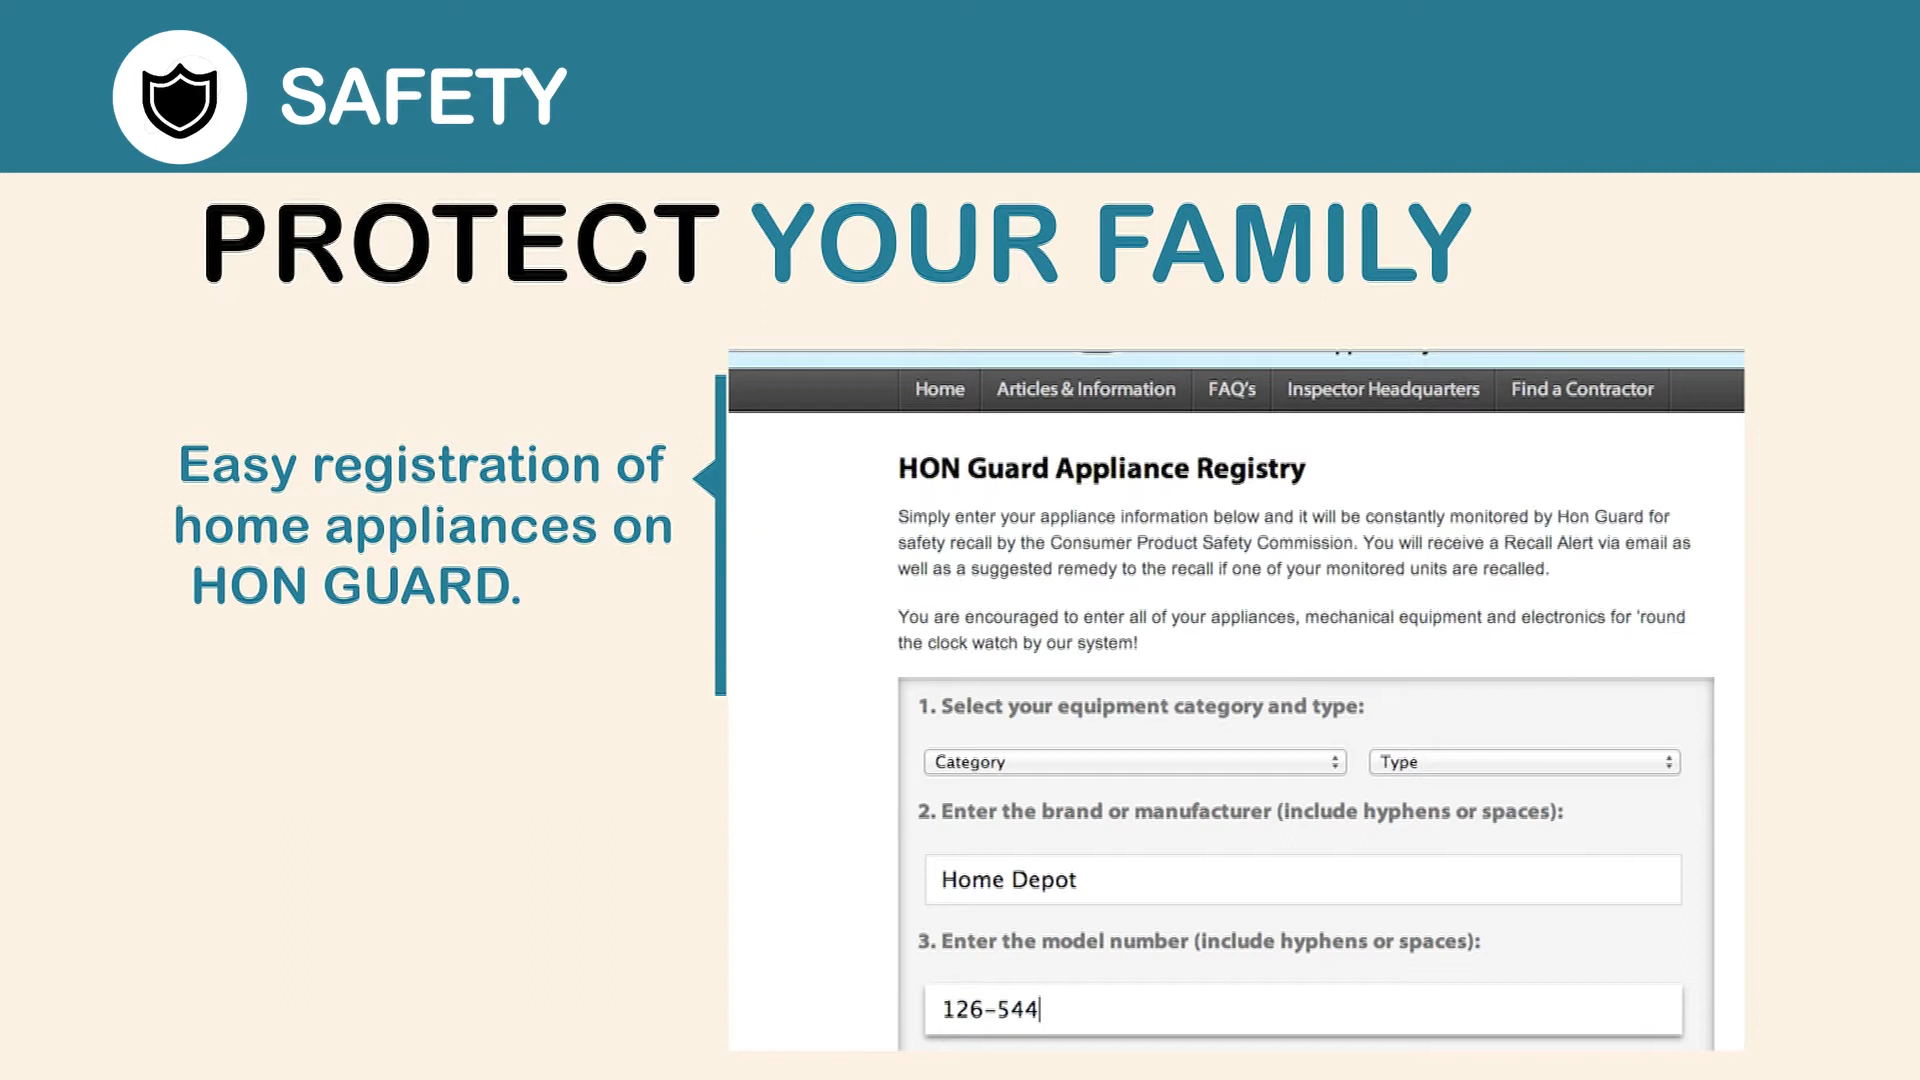 SAFETY
PROTECT YOUR FAMILY
Easy registration of
home appliances on
HON GUARD.
Home Articles & Information FAQ's Inspector Headquarters Find a Contractor
HON Guard Appliance Registry
Simply enter your appliance information below and it will be constantly monitored by Hon Guard for
safety recall by the Consumer Product Safety Commission. You will receive a Recall Alert via email as
well as a suggested remedy to the recall if one of your monitored units are recalled.
You are encouraged to enter all of your appliances, mechanical equipment and electronics for 'round
the clock watch by our system!
1. Select your equipment category and type:
Category Type
2. Enter the brand or manufacturer (include hyphens or spaces):
Home Depot
3. Enter the model number (include hyphens or spaces):
126-544